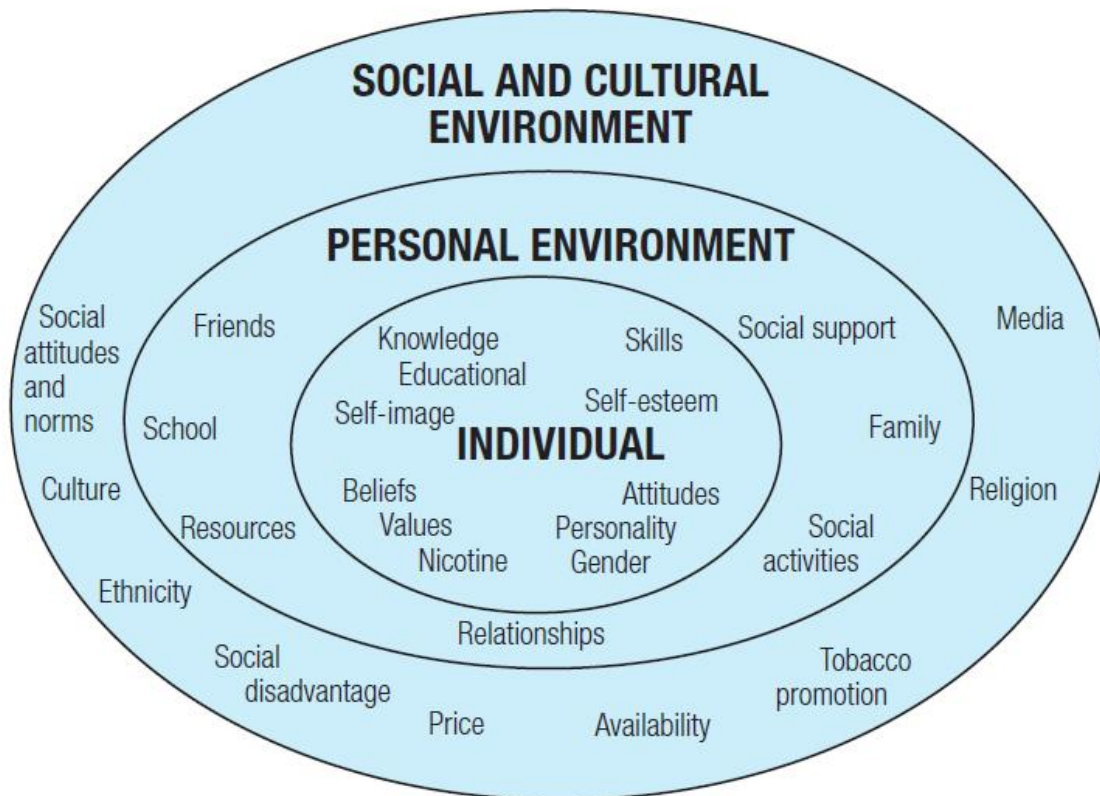 SOCIAL AND CULTURAL
ENVIRONMENT
PERSONAL ENVIRONMENT
Social
attitudes
and
norms
Friends
Knowledge
Educational
Skills
Social support
Media
School
Self-image
Self-esteem
Family
INDIVIDUAL
Culture
Beliefs
Attitudes
Religion
Resources
Values
Personality
Social
activities
Nicotine
Gender
Ethnicity
Relationships
Social
disadvantage
Tobacco
promotion
Price
Availability